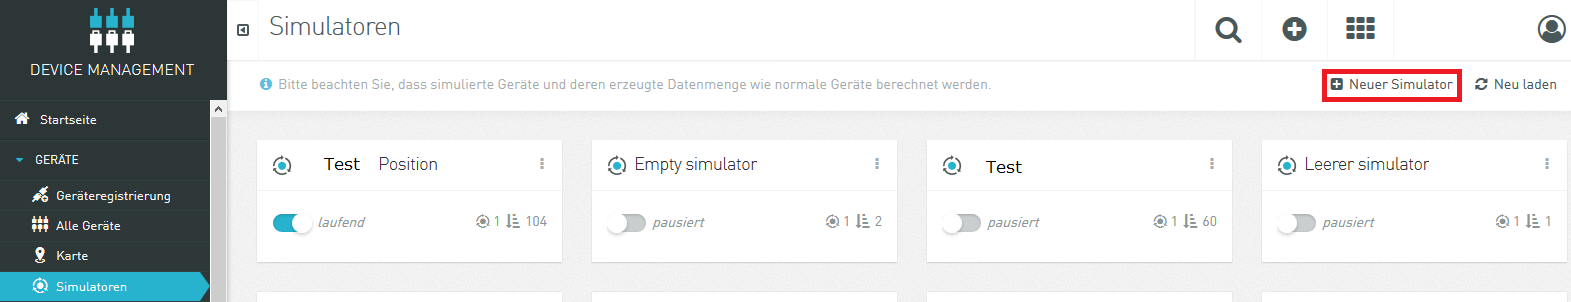 DEVICE MANAGEMENT
Startseite
GERÄTE
Geräteregistrierung
Alle Geräte
Karte
Simulatoren
Simulatoren
Bitte beachten Sie, dass simulierte Geräte und deren erzeugte Datenmenge wie normale Geräte berechnet werden.
Neuer Simulator
Neu laden
Test Position
laufend
1 104
Empty simulator
pausiert
1 2
Test
pausiert
1 60
Leerer simulator
pausiert
1 1